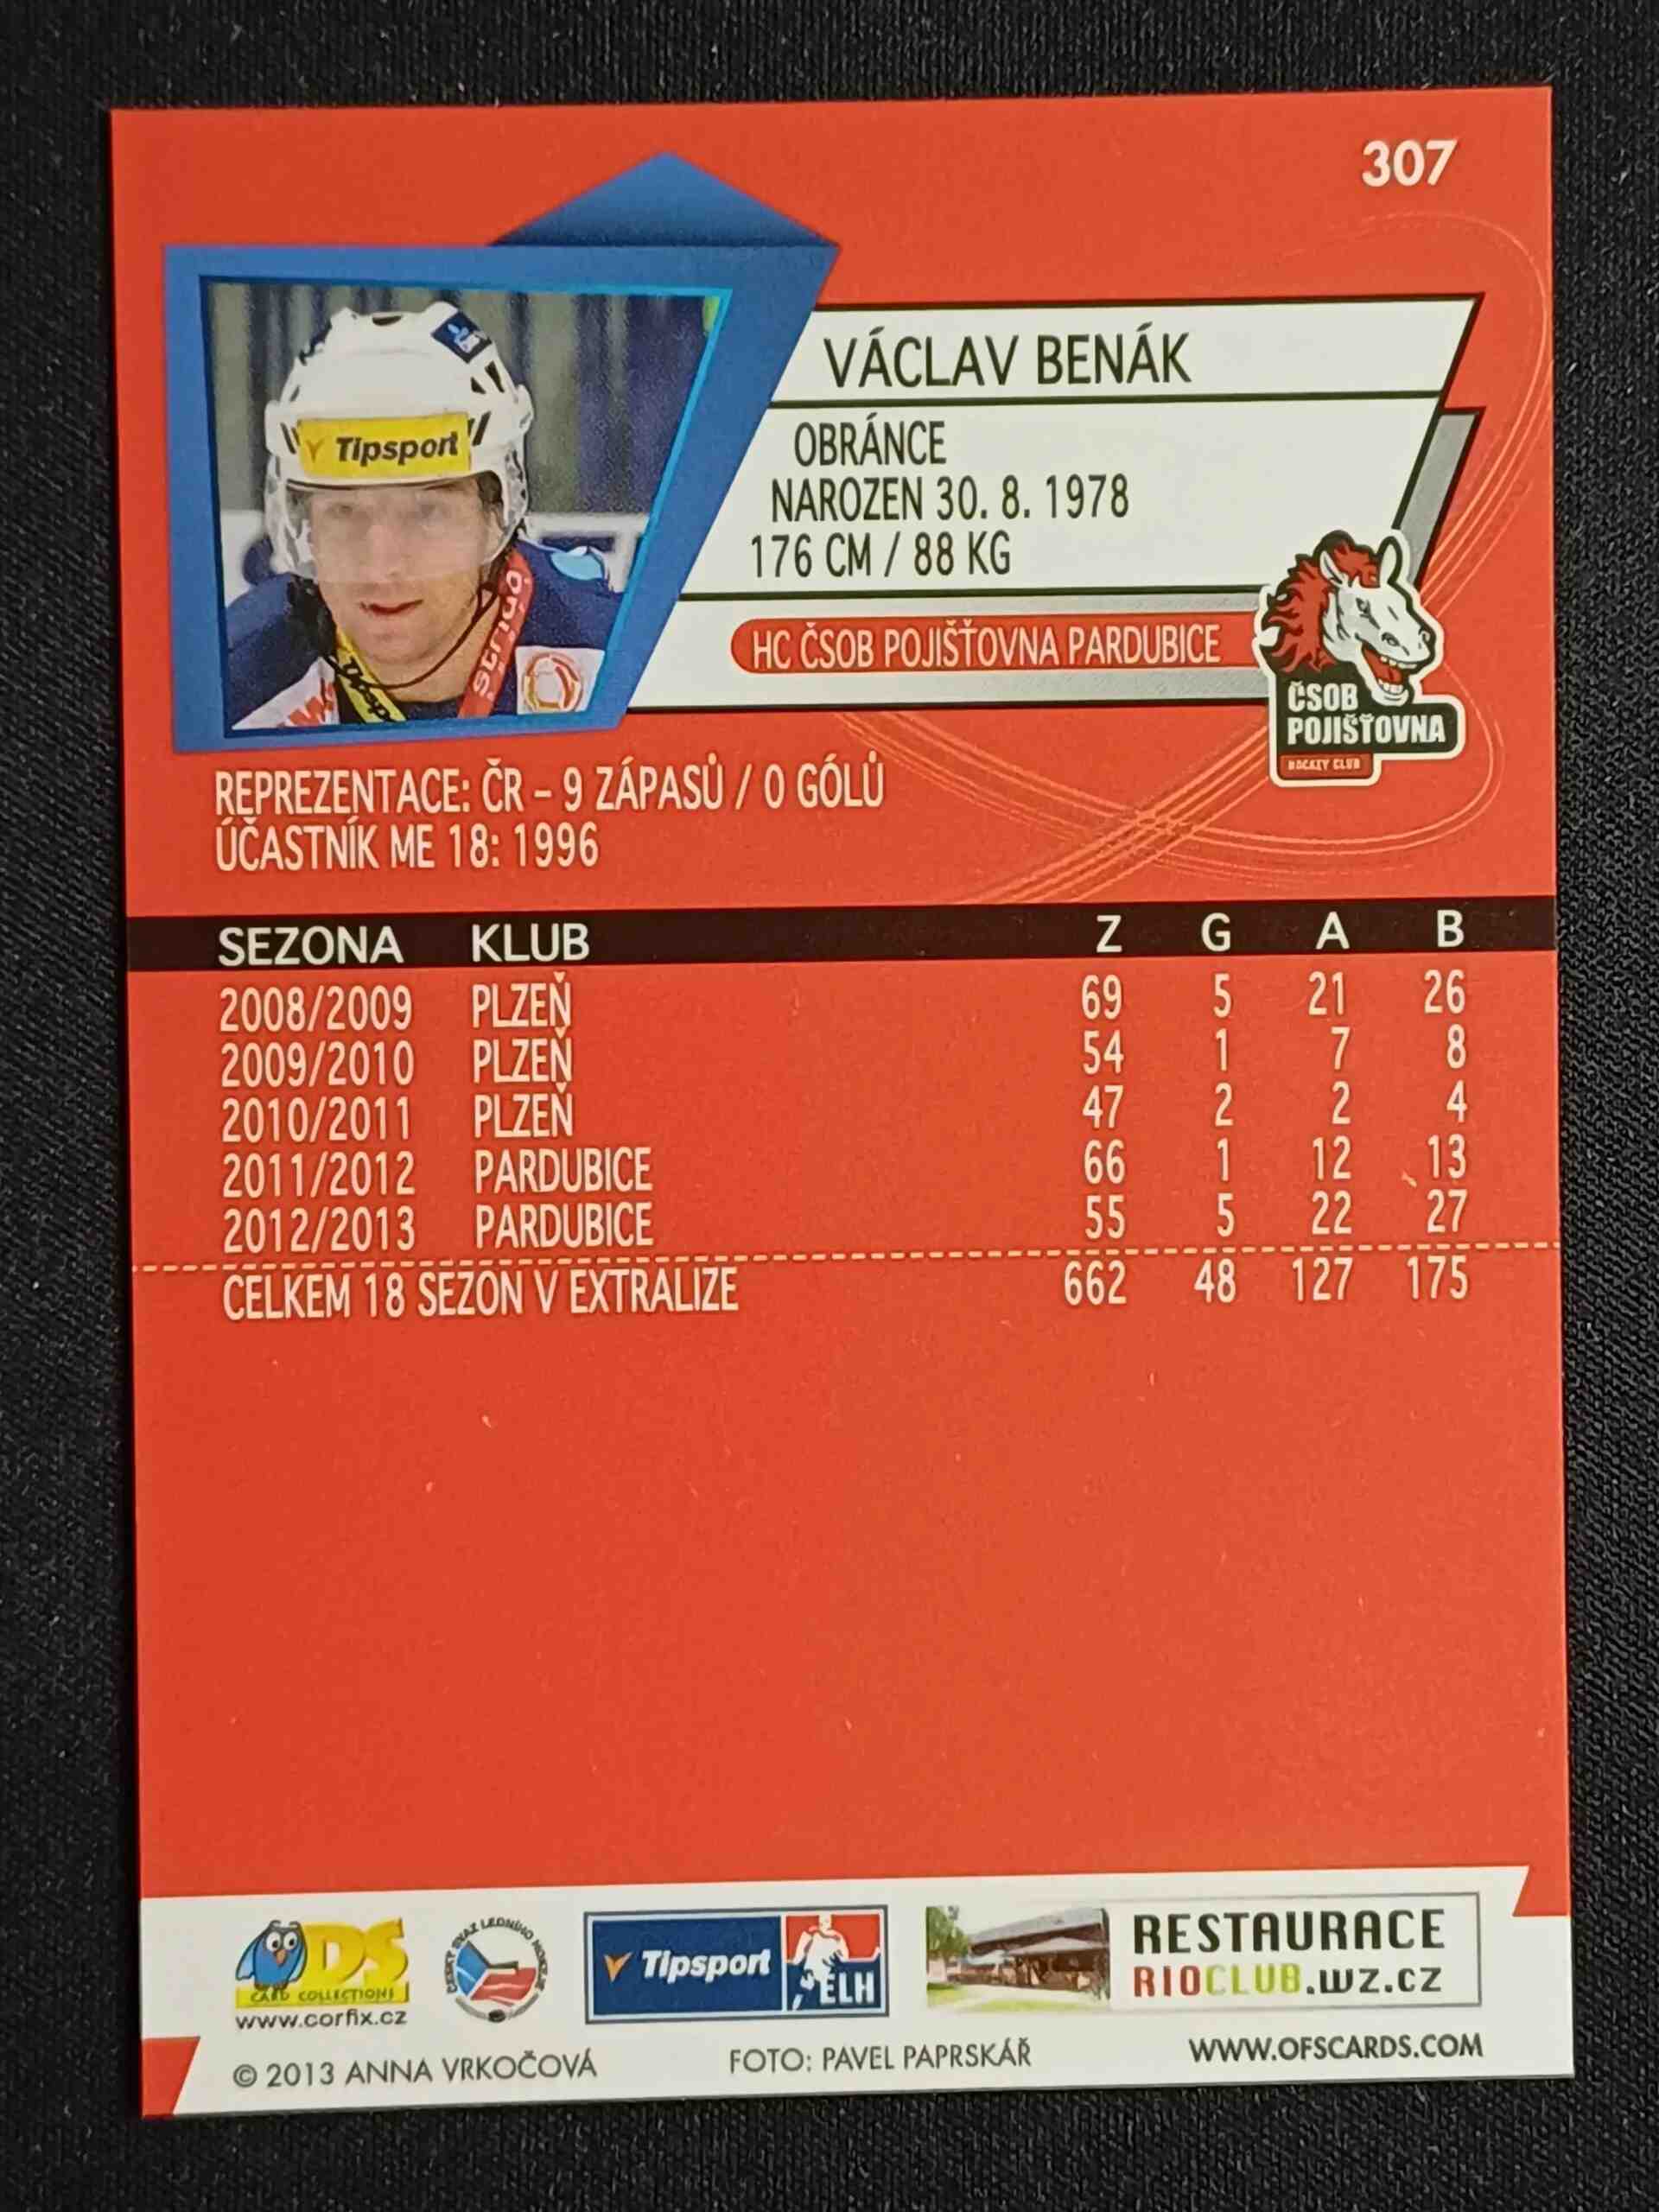 307
Tipsport
VÁCLAV BENÁK
OBRÁNCE
NAROZEN 30. 8. 1978
176 CM / 88 KG
HC ČSOB POJIŠŤOVNA PARDUBICE
ČSOB
POJIŠŤOVNA
HOCKEY CLUB
REPREZENTACE: ČR – 9 ZÁPASŮ / 0 GÓLŮ
ÚČASTNÍK ME 18: 1996
SEZONA KLUB Z G A B
2008/2009 PLZEŇ 69 5 21 26
2009/2010 PLZEŇ 54 1 7 8
2010/2011 PLZEŇ 47 2 2 4
2011/2012 PARDUBICE 66 1 12 13
2012/2013 PARDUBICE 55 5 22 27
CELKEM 18 SEZON V EXTRALIZE 662 48 127 175
DS
CARD COLLECTIONS
www.corfix.cz
ČESKÝ SVAZ LEDNÍHO HOKEJE
Tipsport
ELH
RESTAURACE
RIOCLUB.WZ.CZ
© 2013 ANNA VRKOČOVÁ
FOTO: PAVEL PAPRSKÁŘ
WWW.OFSCARDS.COM